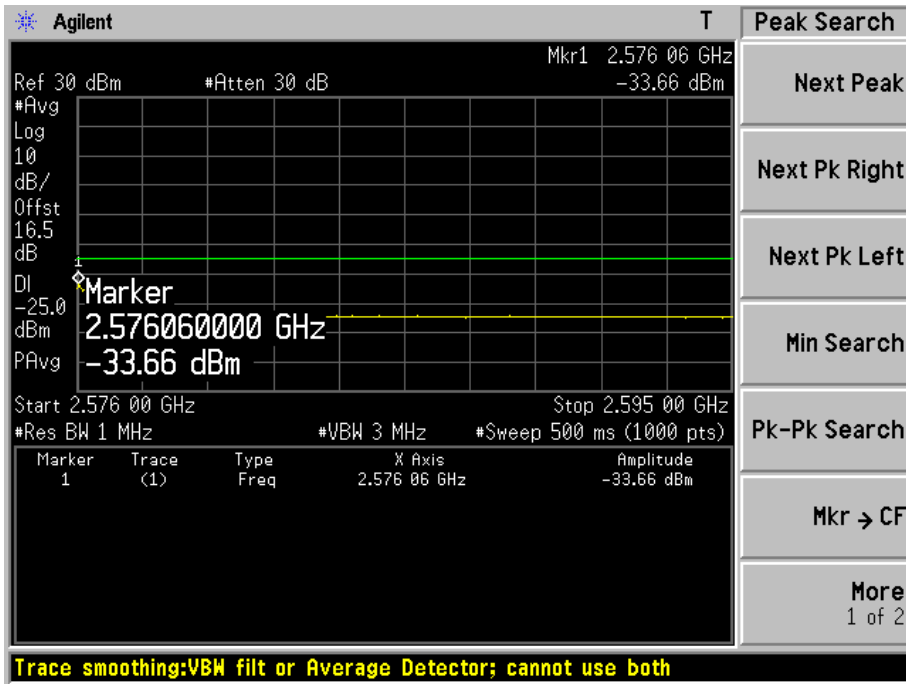 Agilent T Peak Search
Mkr1 2.576 06 GHz
Ref 30 dBm #Atten 30 dB -33.66 dBm
#Avg
Log
10
dB/
Offst
16.5
dB
DI
-25.0
dBm
PAvg
1
Marker
2.576060000 GHz
-33.66 dBm
Start 2.576 00 GHz Stop 2.595 00 GHz
#Res BW 1 MHz #VBW 3 MHz #Sweep 500 ms (1000 pts)
Marker Trace Type X Axis Amplitude
1 (1) Freq 2.576 06 GHz -33.66 dBm
Next Peak
Next Pk Right
Next Pk Left
Min Search
Pk-Pk Search
Mkr → CF
More
1 of 2
Trace smoothing:VBW filt or Average Detector; cannot use both